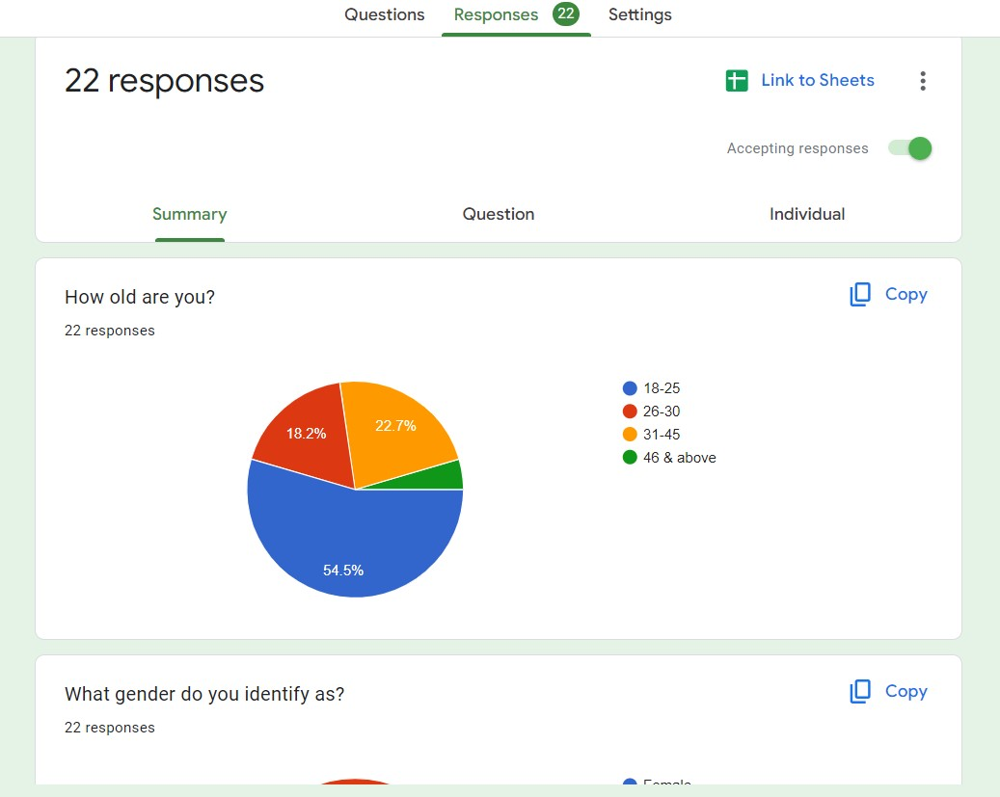 Questions Responses 22 Settings
22 responses
Link to Sheets
Accepting responses
Summary Question Individual
How old are you?
Copy
22 responses
18-25
26-30
31-45
46 & above
18.2%
22.7%
54.5%
What gender do you identify as?
Copy
22 responses
Female